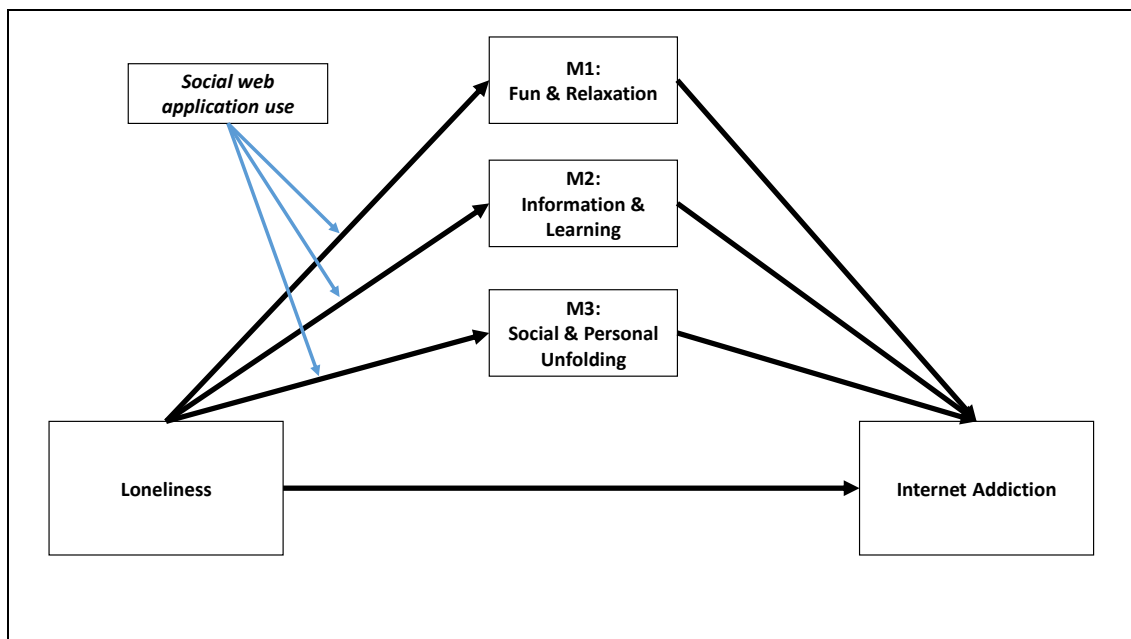 M1:
Fun & Relaxation
Social web
application use
M2:
Information &
Learning
M3:
Social & Personal
Unfolding
Loneliness
Internet Addiction